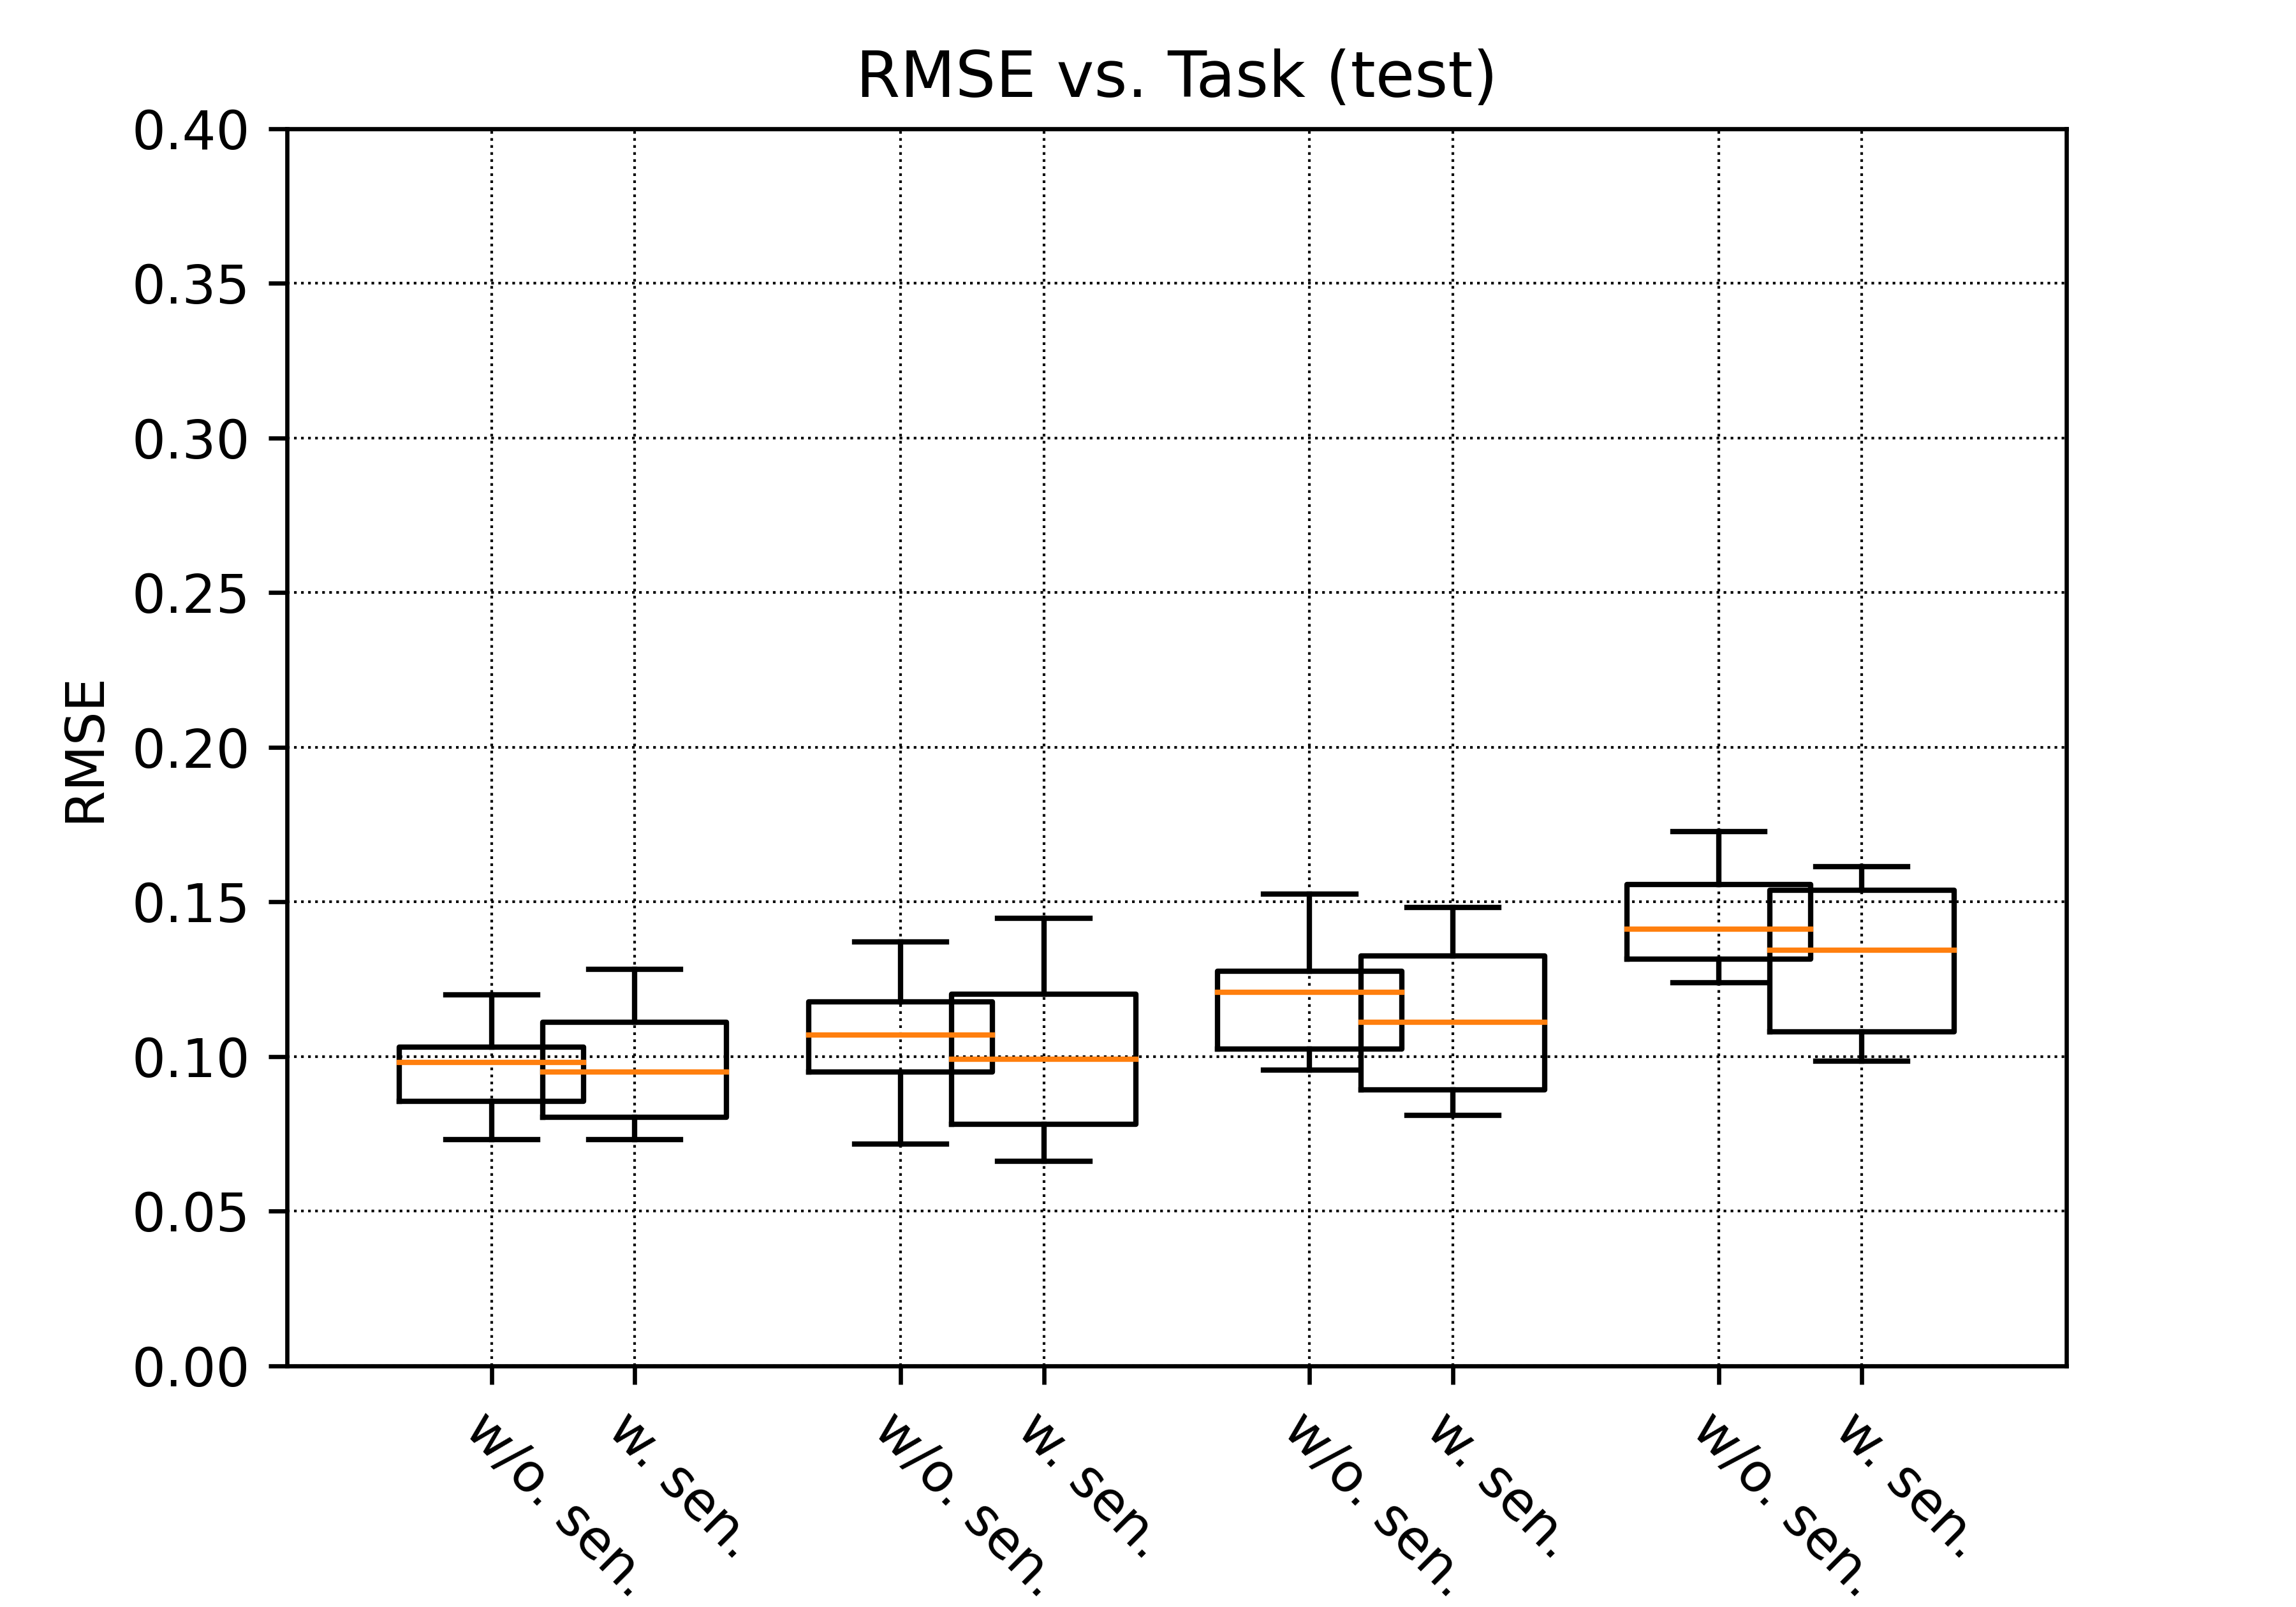 RMSE vs. Task (test)
0.40
0.35
0.30
0.25
0.20
0.15
0.10
0.05
0.00
RMSE
w/o. sen.
w. sen.
w/o. sen.
w. sen.
w/o. sen.
w. sen.
w/o. sen.
w. sen.